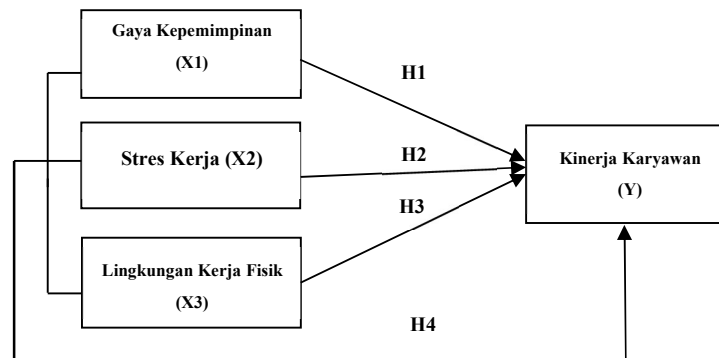 Gaya Kepemimpinan
(X1)
H1
Stres Kerja (X2)
H2
Kinerja Karyawan
(Y)
H3
Lingkungan Kerja Fisik
(X3)
H4